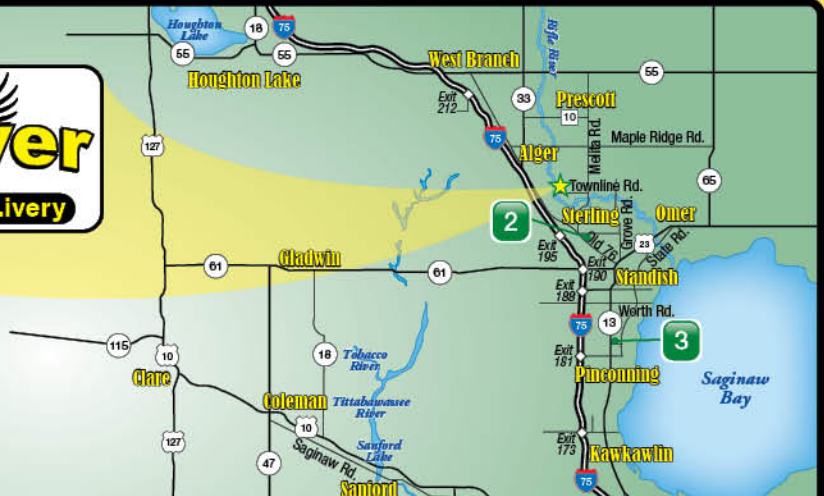 Houghton
Lake
18
75
55
55
Houghton Lake
West Branch
Rifle River
55
33
Exit
212
Prescott
10
Melita Rd.
Maple Ridge Rd.
127
75
Alger
65
Townline Rd.
2
Sterling
Grove Rd.
Omer
Old 76
23
State Rd.
Exit
195
61
Gladwin
61
Exit
190
Standish
Exit
188
Worth Rd.
75
13
3
115
10
18
Tobacco
River
Exit
181
Pinconning
Clare
Saginaw
Bay
Coleman
Tittabawassee
River
10
127
Saginaw Rd.
Sanford
Lake
Exit
173
Kawkawlin
47
75
Sanford